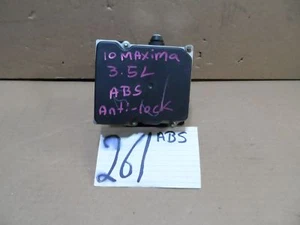 10 MAXIMA
3.5L
ABS
Anti-lock
261 ABS